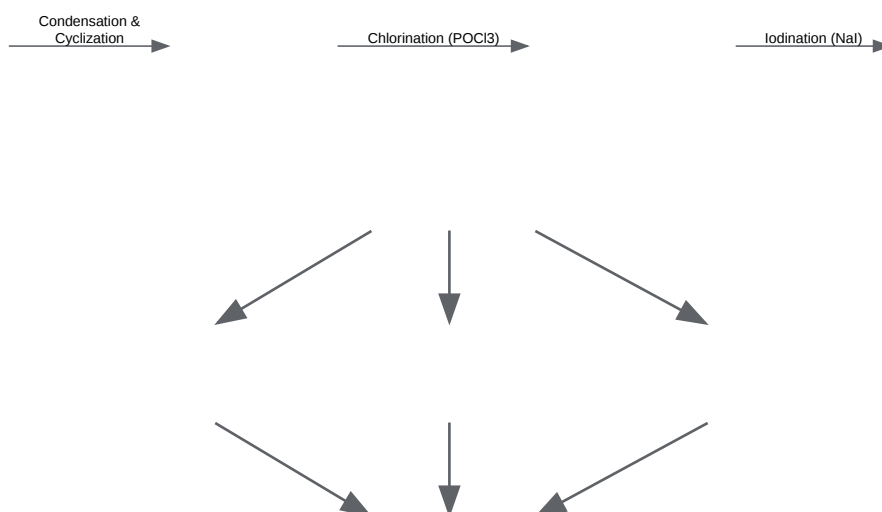 Condensation &
Cyclization
Chlorination (POCl3)
Iodination (NaI)